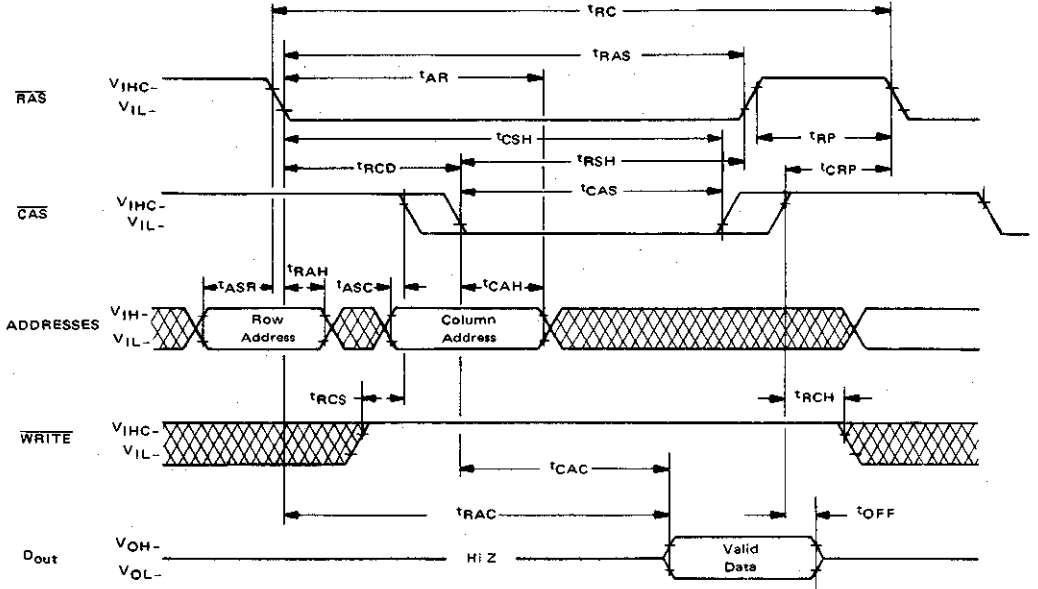 tRC
tRAS
tAR
RAS
VIHC-
VIL-
tCSH
tRP
tRCD
tRSH
tCRP
tCAS
CAS
VIHC-
VIL-
tASR
tRAH
tASC
tCAH
ADDRESSES
VIH-
VIL-
Row Address
Column Address
tRCS
tRCH
WRITE
VIHC-
VIL-
tCAC
tRAC
tOFF
Dout
VOH-
VOL-
HI Z
Valid Data